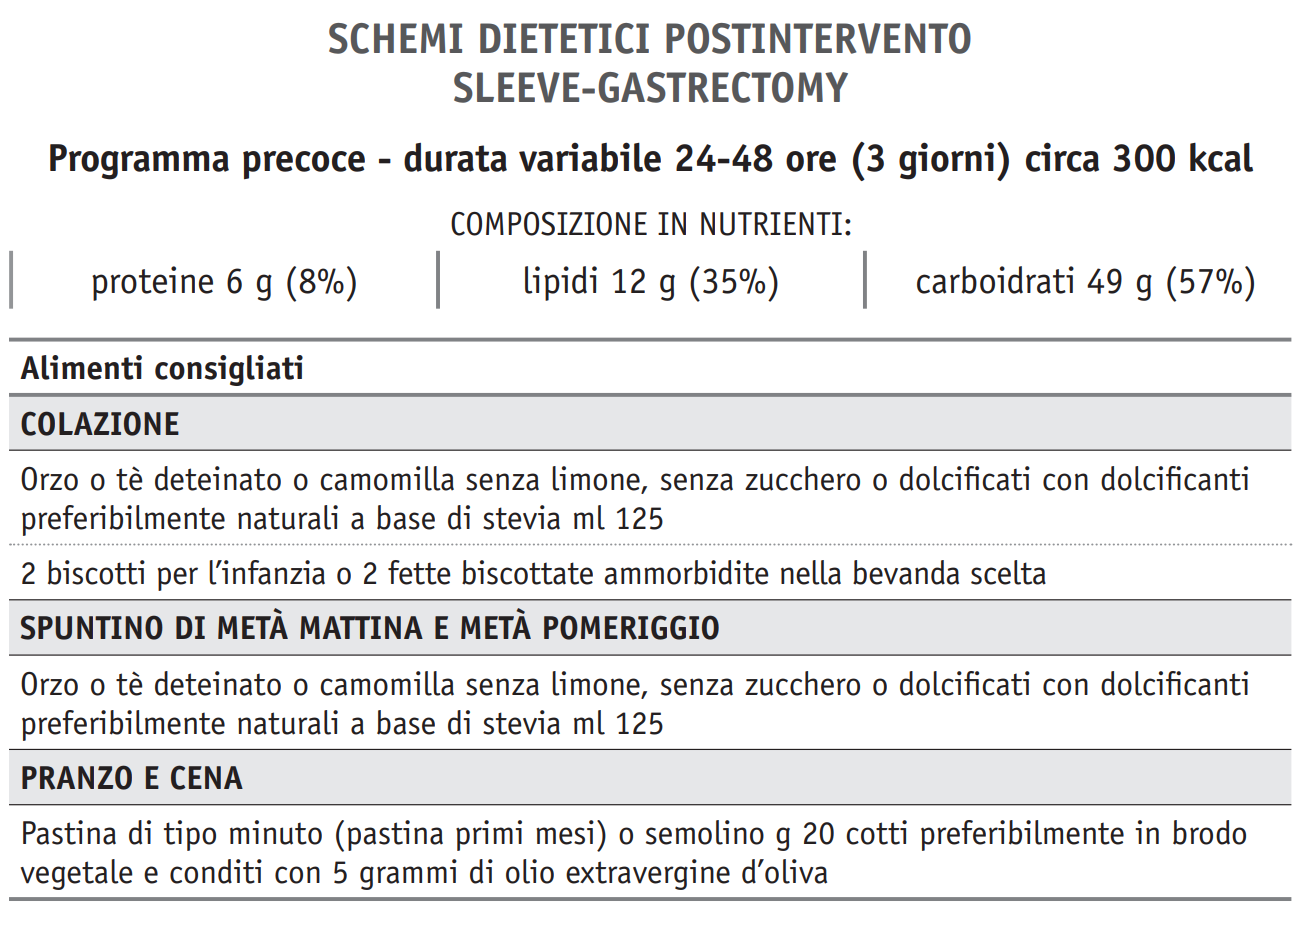 SCHEMI DIETETICI POSTINTERVENTO
SLEEVE-GASTRECTOMY
Programma precoce - durata variabile 24-48 ore (3 giorni) circa 300 kcal
COMPOSIZIONE IN NUTRIENTI:
proteine 6 g (8%)
lipidi 12 g (35%)
carboidrati 49 g (57%)
Alimenti consigliati
COLAZIONE
Orzo o tè deteinato o camomilla senza limone, senza zucchero o dolcificati con dolcificanti
preferibilmente naturali a base di stevia ml 125
2 biscotti per l’infanzia o 2 fette biscottate ammorbidite nella bevanda scelta
SPUNTINO DI METÀ MATTINA E METÀ POMERIGGIO
Orzo o tè deteinato o camomilla senza limone, senza zucchero o dolcificati con dolcificanti
preferibilmente naturali a base di stevia ml 125
PRANZO E CENA
Pastina di tipo minuto (pastina primi mesi) o semolino g 20 cotti preferibilmente in brodo
vegetale e conditi con 5 grammi di olio extravergine d’oliva